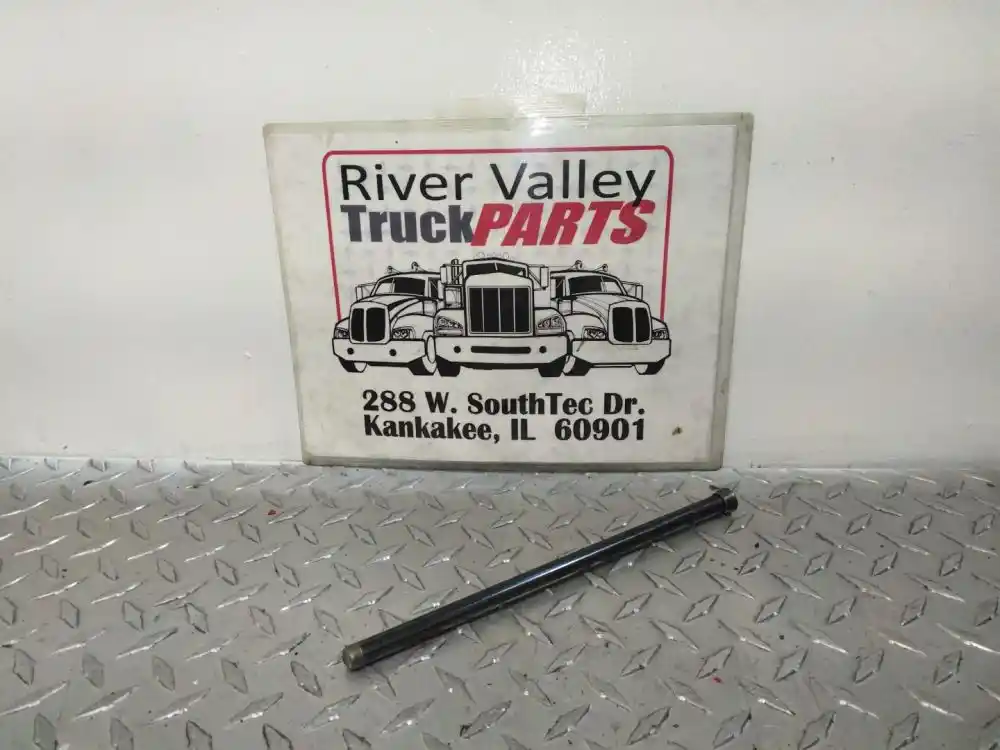 River Valley
TruckPARTS
288 W. SouthTec Dr.
Kankakee, IL 60901